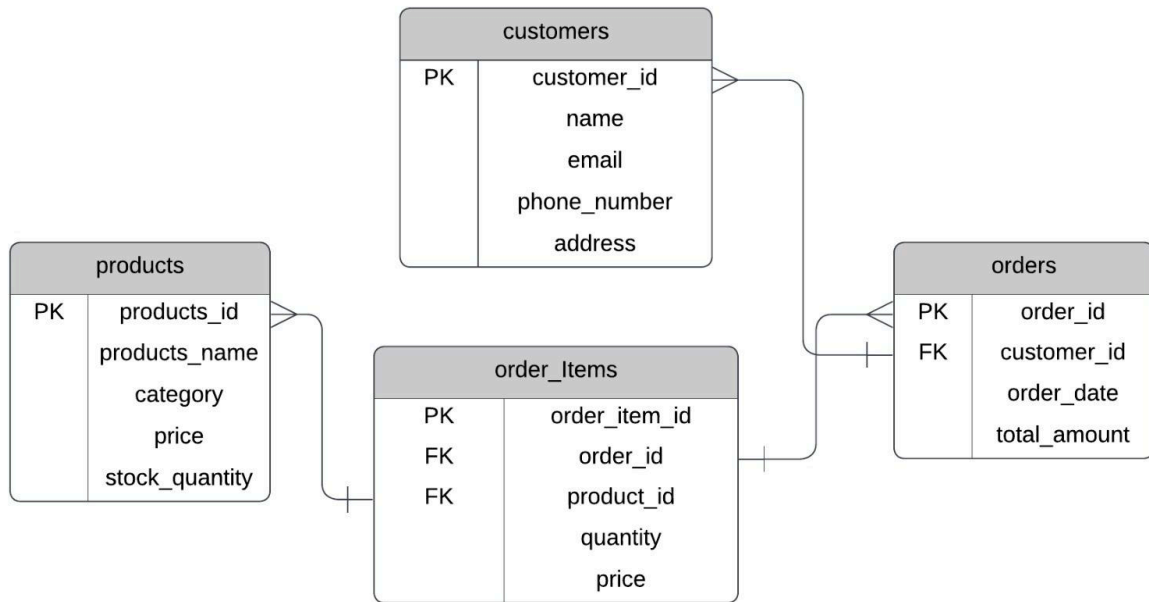 customers
PK customer_id
name
email
phone_number
address
products
PK products_id
products_name
category
price
stock_quantity
order_Items
PK order_item_id
FK order_id
FK product_id
quantity
price
orders
PK order_id
FK customer_id
order_date
total_amount